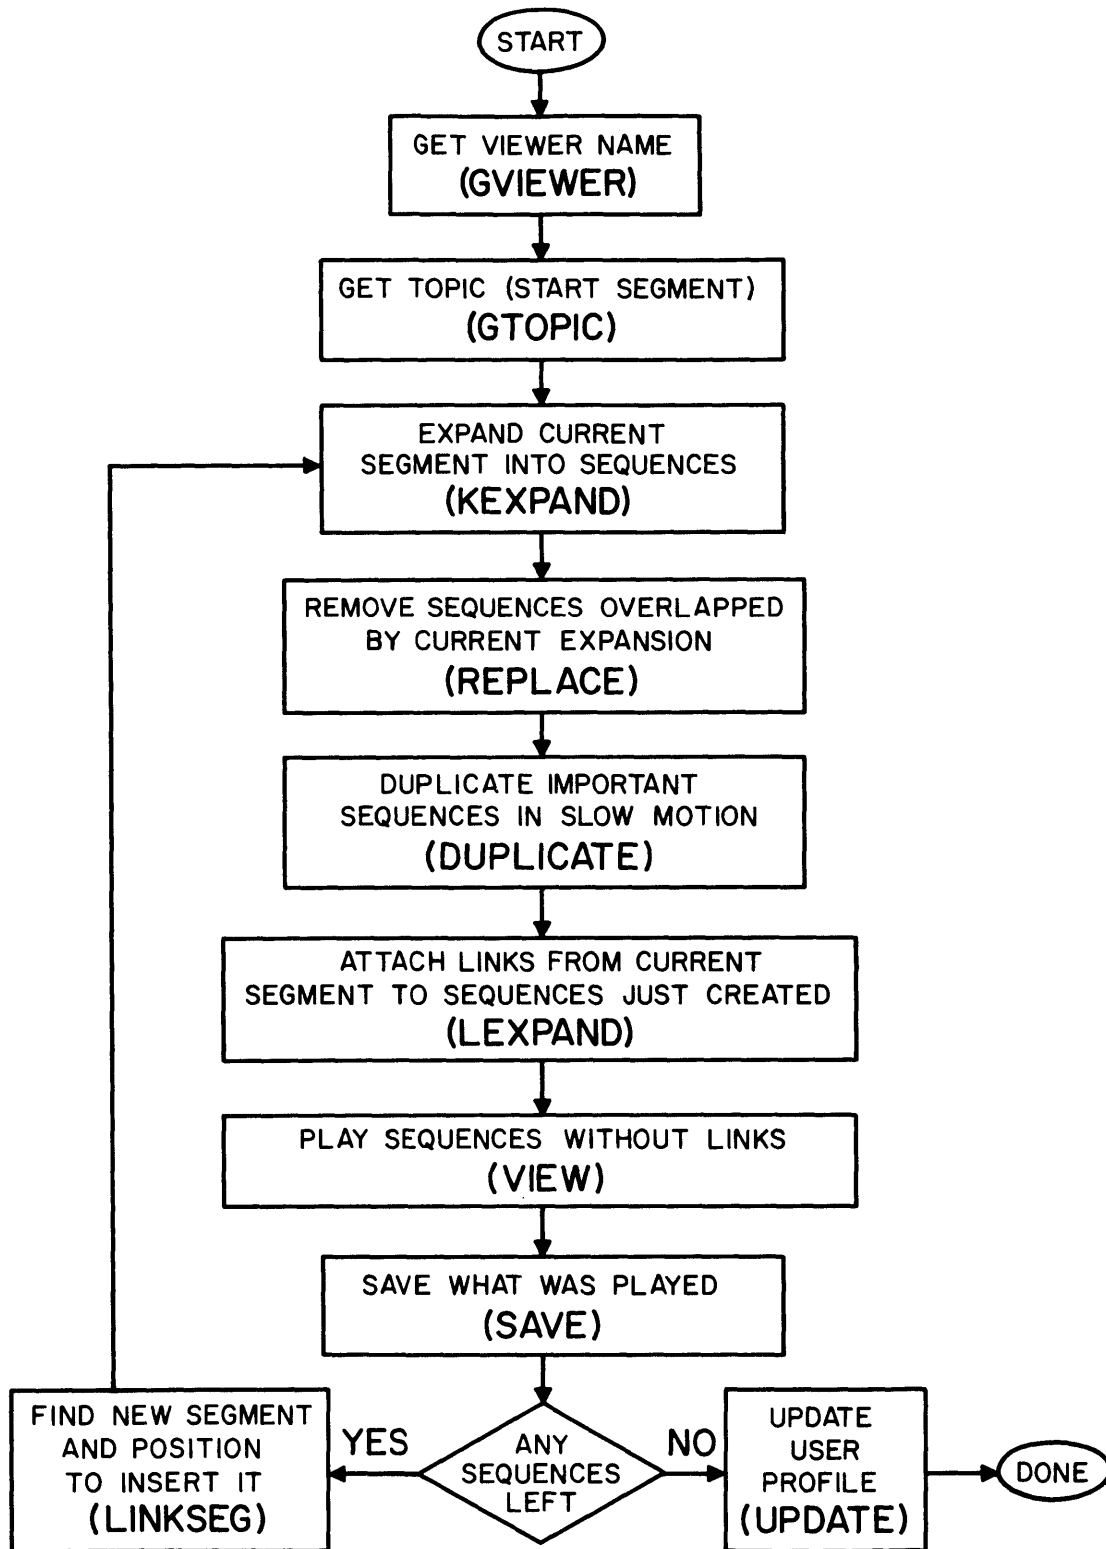 START
GET VIEWER NAME
(GVIEWER)
GET TOPIC (START SEGMENT)
(GTOPIC)
EXPAND CURRENT
SEGMENT INTO SEQUENCES
(KEXPAND)
REMOVE SEQUENCES OVERLAPPED
BY CURRENT EXPANSION
(REPLACE)
DUPLICATE IMPORTANT
SEQUENCES IN SLOW MOTION
(DUPLICATE)
ATTACH LINKS FROM CURRENT
SEGMENT TO SEQUENCES JUST CREATED
(LEXPAND)
PLAY SEQUENCES WITHOUT LINKS
(VIEW)
SAVE WHAT WAS PLAYED
(SAVE)
ANY
SEQUENCES
LEFT
YES
FIND NEW SEGMENT
AND POSITION
TO INSERT IT
(LINKSEG)
NO
UPDATE
USER
PROFILE
(UPDATE)
DONE